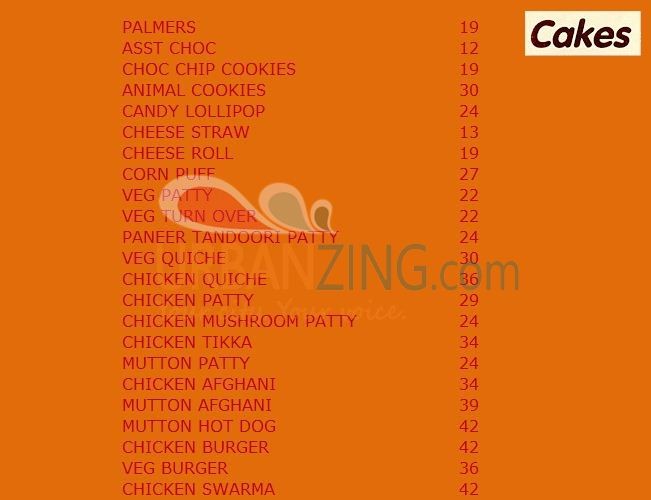 Cakes
PALMERS 19
ASST CHOC 12
CHOC CHIP COOKIES 19
ANIMAL COOKIES 30
CANDY LOLLIPOP 24
CHEESE STRAW 13
CHEESE ROLL 19
CORN PUFF 27
VEG PATTY 22
VEG TURN OVER 22
PANEER TANDOORI PATTY 24
VEG QUICHE 30
CHICKEN QUICHE 36
CHICKEN PATTY 29
CHICKEN MUSHROOM PATTY 24
CHICKEN TIKKA 34
MUTTON PATTY 24
CHICKEN AFGHANI 34
MUTTON AFGHANI 39
MUTTON HOT DOG 42
CHICKEN BURGER 42
VEG BURGER 36
CHICKEN SWARMA 42
URBANZING.com
Your city. Your voice.